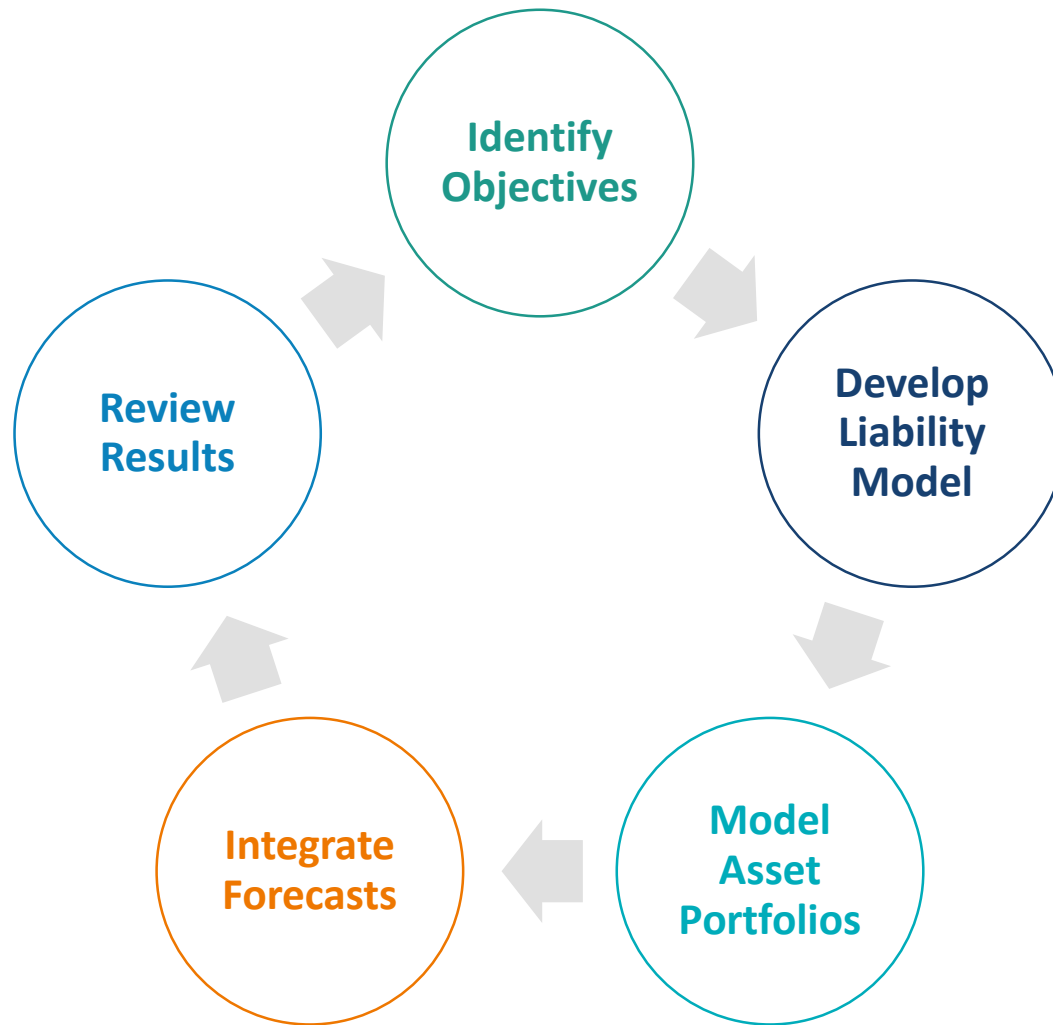 Identify
Objectives
Develop
Liability
Model
Model
Asset
Portfolios
Integrate
Forecasts
Review
Results